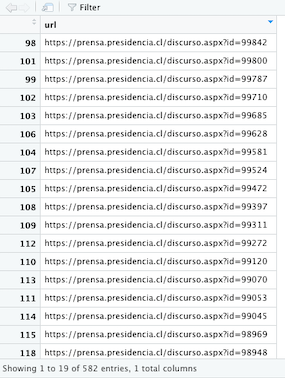 Filter
url
98 https://prensa.presidencia.cl/discurso.aspx?id=99842
101 https://prensa.presidencia.cl/discurso.aspx?id=99800
99 https://prensa.presidencia.cl/discurso.aspx?id=99787
102 https://prensa.presidencia.cl/discurso.aspx?id=99710
103 https://prensa.presidencia.cl/discurso.aspx?id=99685
106 https://prensa.presidencia.cl/discurso.aspx?id=99628
104 https://prensa.presidencia.cl/discurso.aspx?id=99581
107 https://prensa.presidencia.cl/discurso.aspx?id=99524
105 https://prensa.presidencia.cl/discurso.aspx?id=99472
108 https://prensa.presidencia.cl/discurso.aspx?id=99397
109 https://prensa.presidencia.cl/discurso.aspx?id=99311
112 https://prensa.presidencia.cl/discurso.aspx?id=99272
110 https://prensa.presidencia.cl/discurso.aspx?id=99120
113 https://prensa.presidencia.cl/discurso.aspx?id=99070
111 https://prensa.presidencia.cl/discurso.aspx?id=99053
114 https://prensa.presidencia.cl/discurso.aspx?id=99045
115 https://prensa.presidencia.cl/discurso.aspx?id=98969
118 https://prensa.presidencia.cl/discurso.aspx?id=98948
Showing 1 to 19 of 582 entries, 1 total columns